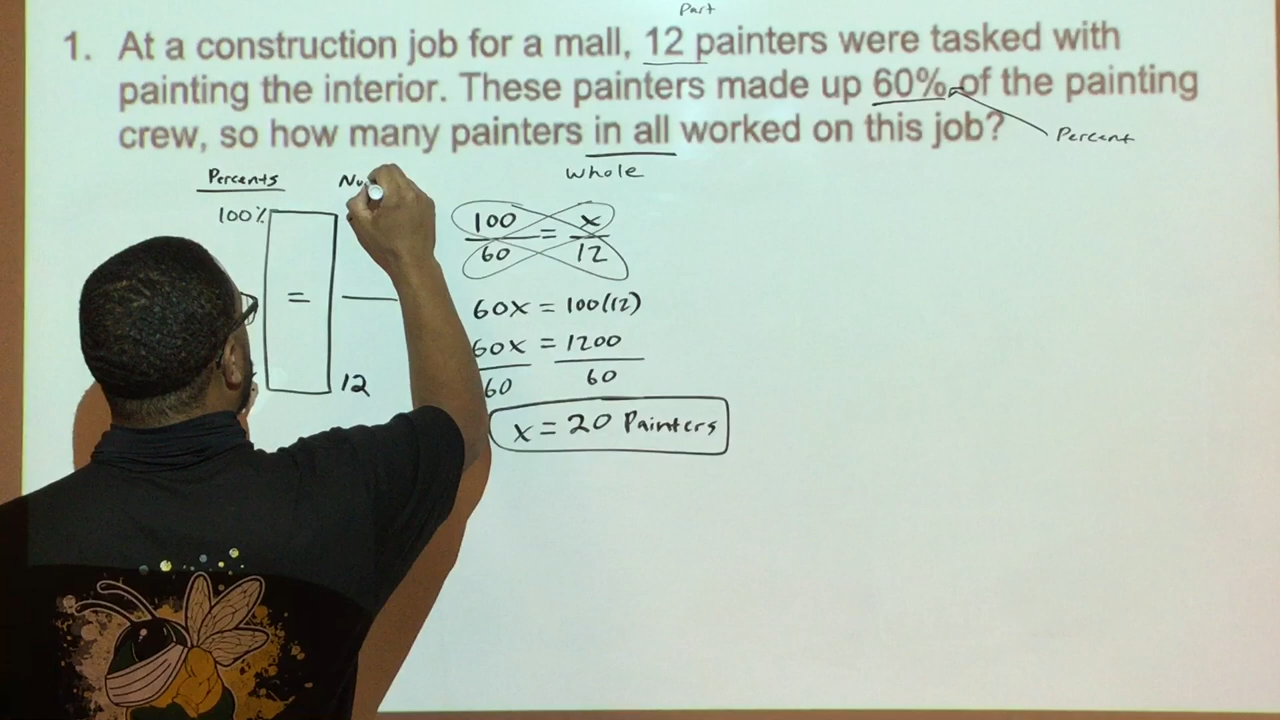 Part
1. At a construction job for a mall, 12 painters were tasked with
painting the interior. These painters made up 60% of the painting
crew, so how many painters in all worked on this job?
Percent
whole
Percents
100%
=
12
100/60 = x/12
60x = 100(12)
60x/60 = 1200/60
x = 20 Painters